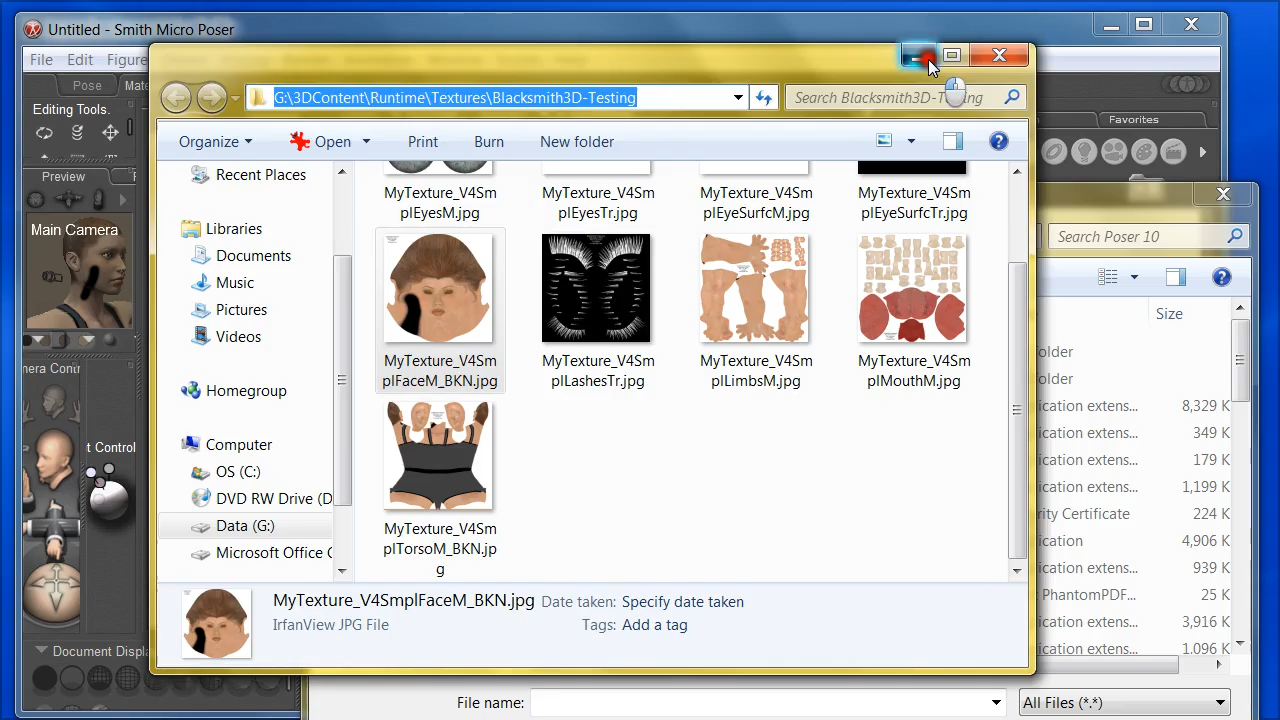 Untitled - Smith Micro Poser
File Edit Figure
Pose
Editing Tools.
Preview
Main Camera
Document Displ
t Control
G:\3DContent\Runtime\Textures\Blacksmith3D-Testing
Search Blacksmith3D-Testing
Organize Open Print Burn New folder
Recent Places
Libraries
Documents
Music
Pictures
Videos
Homegroup
Computer
OS (C:)
DVD RW Drive (D
Data (G:)
Microsoft Office
MyTexture_V4Sm
plEyesM.jpg
MyTexture_V4Sm
plEyesTr.jpg
MyTexture_V4Sm
plEyeSurfcM.jpg
MyTexture_V4Sm
plEyeSurfcTr.jpg
MyTexture_V4Sm
plFaceM_BKN.jpg
MyTexture_V4Sm
plLashesTr.jpg
MyTexture_V4Sm
plLimbsM.jpg
MyTexture_V4Sm
plMouthM.jpg
MyTexture_V4Sm
plTorsoM_BKN.jp
g
MyTexture_V4SmplFaceM_BKN.jpg Date taken: Specify date taken
IrfanView JPG File Tags: Add a tag
Favorites
Search Poser 10
Size
older
older
ication extens... 8,329 K
ication extens... 349 K
ication extens... 179 K
ication extens... 1,199 K
rity Certificate 224 K
ication 4,906 K
ication extens... 939 K
PhantomPDF... 25 K
ication extens... 3,916 K
ication extens... 1,096 K
File name: All Files (*.*)